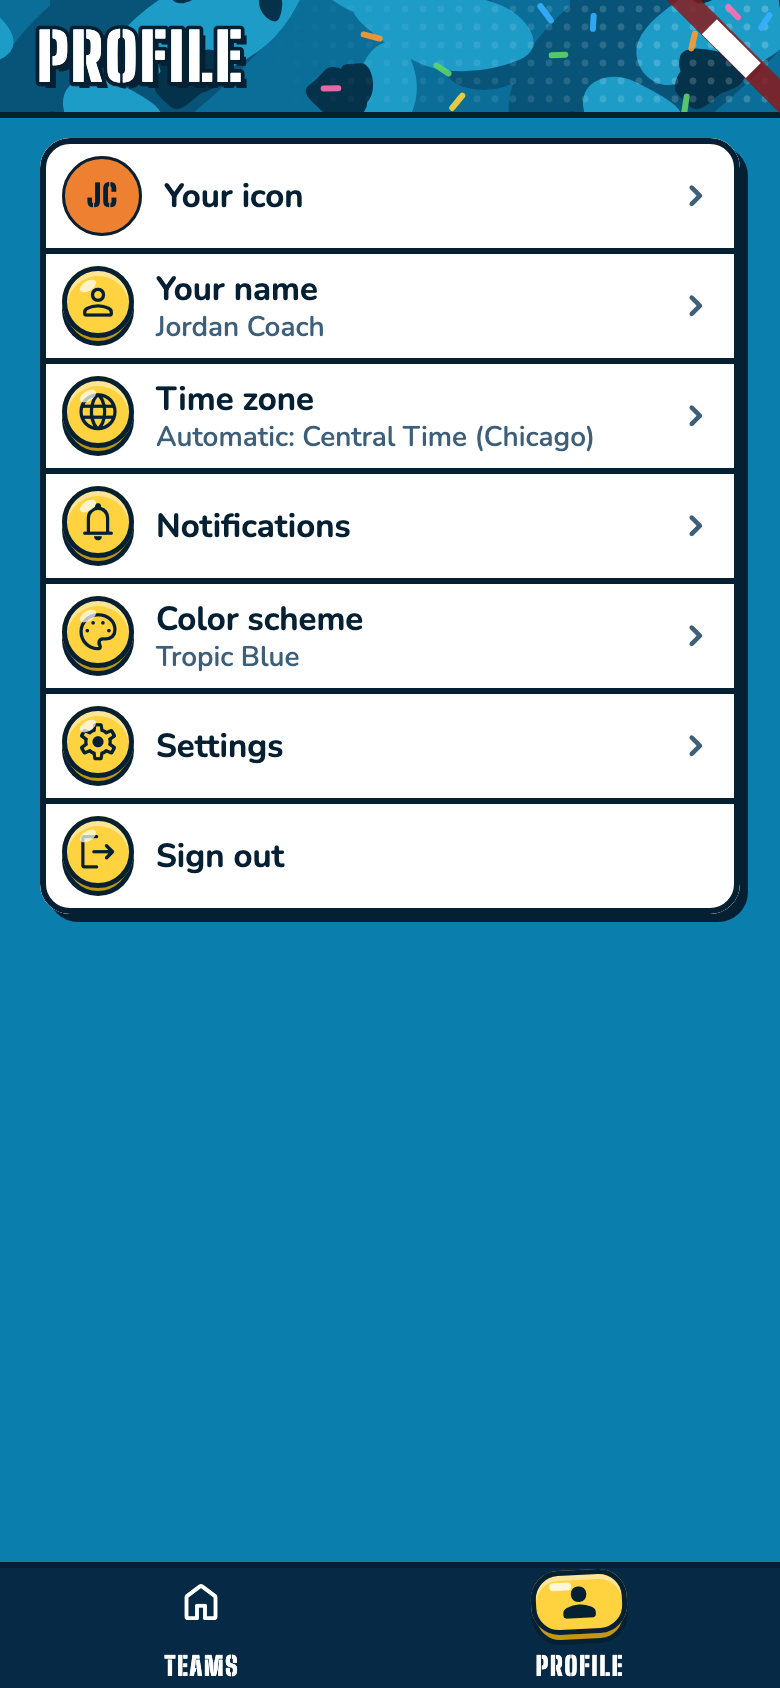 PROFILE
JC
Your icon
Your name
Jordan Coach
Time zone
Automatic: Central Time (Chicago)
Notifications
Color scheme
Tropic Blue
Settings
Sign out
TEAMS
PROFILE